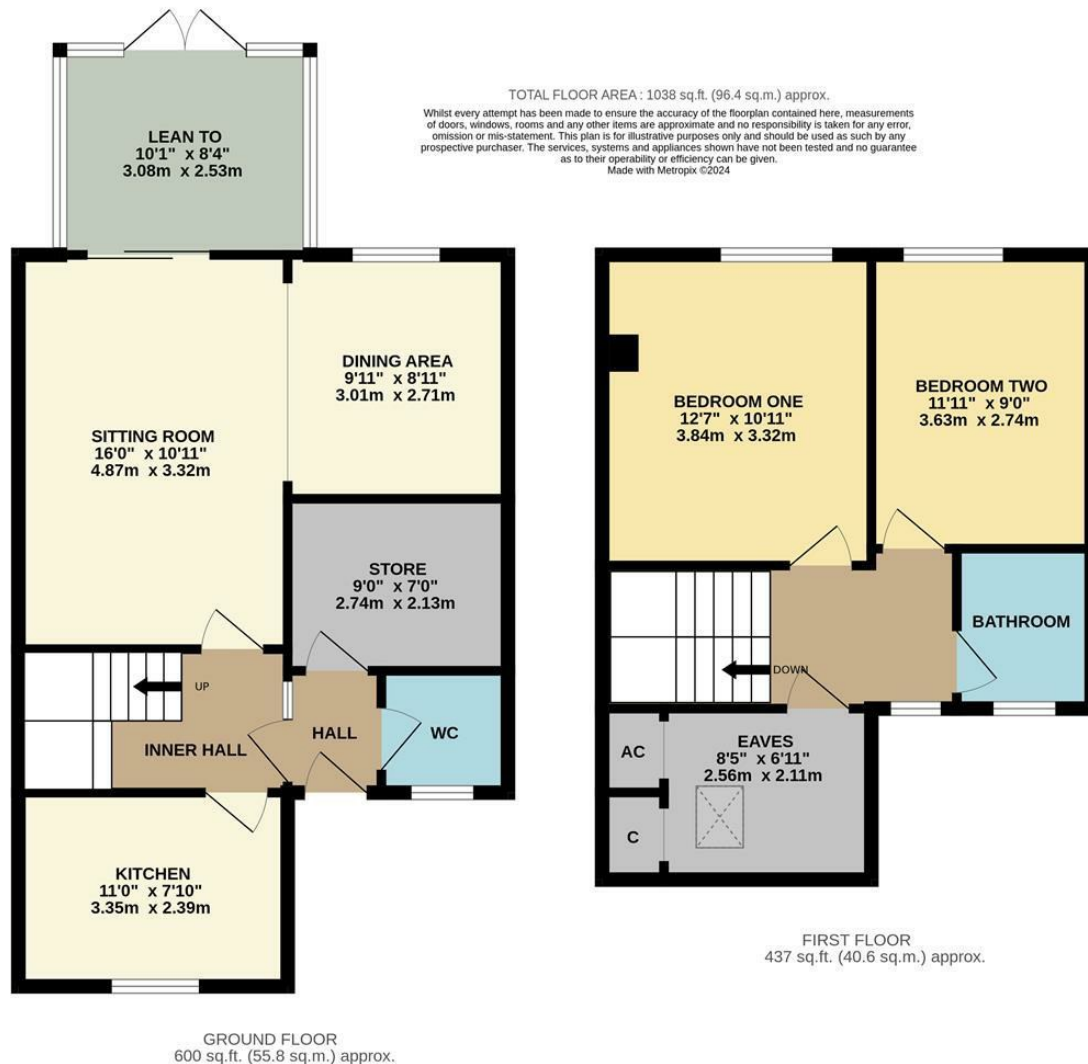 TOTAL FLOOR AREA : 1038 sq.ft. (96.4 sq.m.) approx.
Whilst every attempt has been made to ensure the accuracy of the floorplan contained here, measurements
of doors, windows, rooms and any other items are approximate and no responsibility is taken for any error,
omission or mis-statement. This plan is for illustrative purposes only and should be used as such by any
prospective purchaser. The services, systems and appliances shown have not been tested and no guarantee
as to their operability or efficiency can be given.
Made with Metropix ©2024
LEAN TO
10'1" x 8'4"
3.08m x 2.53m
DINING AREA
9'11" x 8'11"
3.01m x 2.71m
SITTING ROOM
16'0" x 10'11"
4.87m x 3.32m
STORE
9'0" x 7'0"
2.74m x 2.13m
UP
INNER HALL
HALL
WC
KITCHEN
11'0" x 7'10"
3.35m x 2.39m
GROUND FLOOR
600 sq.ft. (55.8 sq.m.) approx.
BEDROOM ONE
12'7" x 10'11"
3.84m x 3.32m
BEDROOM TWO
11'11" x 9'0"
3.63m x 2.74m
BATHROOM
DOWN
AC
EAVES
8'5" x 6'11"
2.56m x 2.11m
C
FIRST FLOOR
437 sq.ft. (40.6 sq.m.) approx.